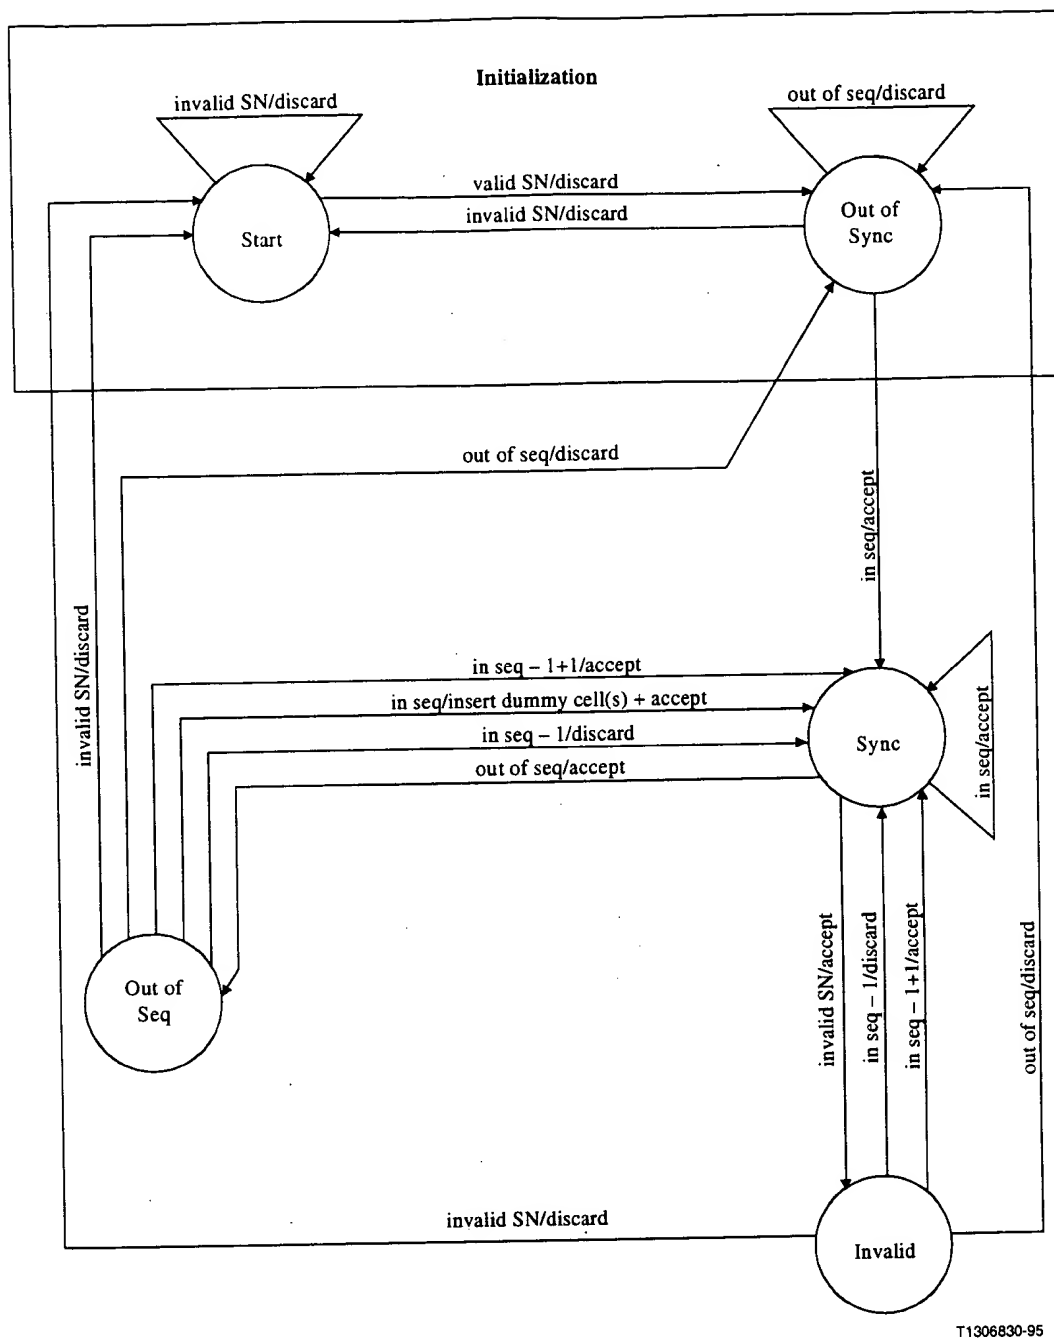 Initialization
invalid SN/discard
out of seq/discard
valid SN/discard
invalid SN/discard
Start
Out of
Sync
out of seq/discard
in seq/accept
invalid SN/discard
in seq – 1+1/accept
in seq/insert dummy cell(s) + accept
in seq – 1/discard
out of seq/accept
Sync
in seq/accept
Out of
Seq
invalid SN/accept
in seq – 1/discard
in seq – 1+1/accept
out of seq/discard
invalid SN/discard
Invalid
T1306830-95